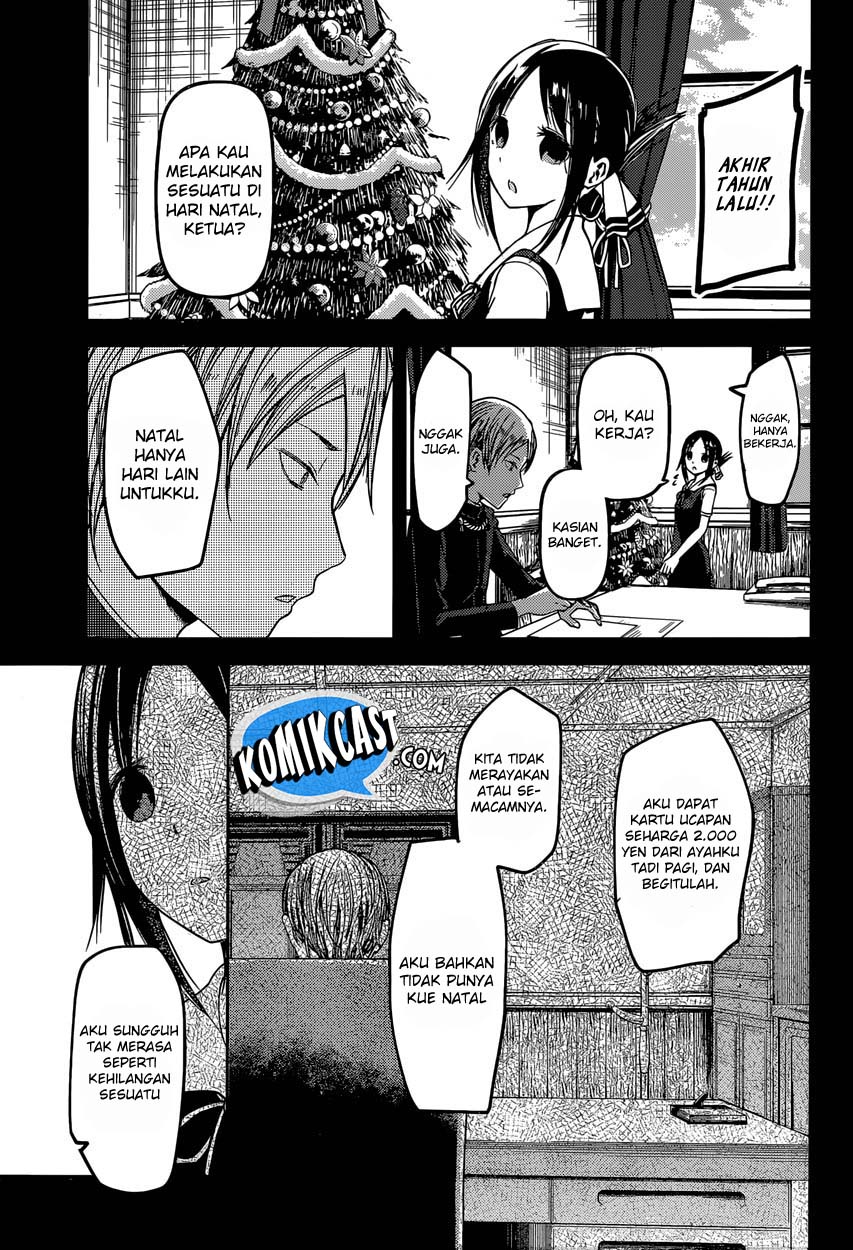 AKHIR
TAHUN
LALU!!
APA KAU
MELAKUKAN
SESUATU DI
HARI NATAL,
KETUA?
NGGAK,
HANYA
BEKERJA.
OH, KAU
KERJA?
KASIAN
BANGET.
NGGAK
JUGA.
NATAL
HANYA
HARI LAIN
UNTUKKU.
AKU DAPAT
KARTU UCAPAN
SEHARGA 2.000
YEN DARI AYAHKU
TADI PAGI, DAN
BEGITULAH.
KITA TIDAK
MERAYAKAN
ATAU SE-
MACAMNYA.
AKU BAHKAN
TIDAK PUNYA
KUE NATAL
AKU SUNGGUH
TAK MERASA
SEPERTI
KEHILANGAN
SESUATU
KOMIKCAST
.COM